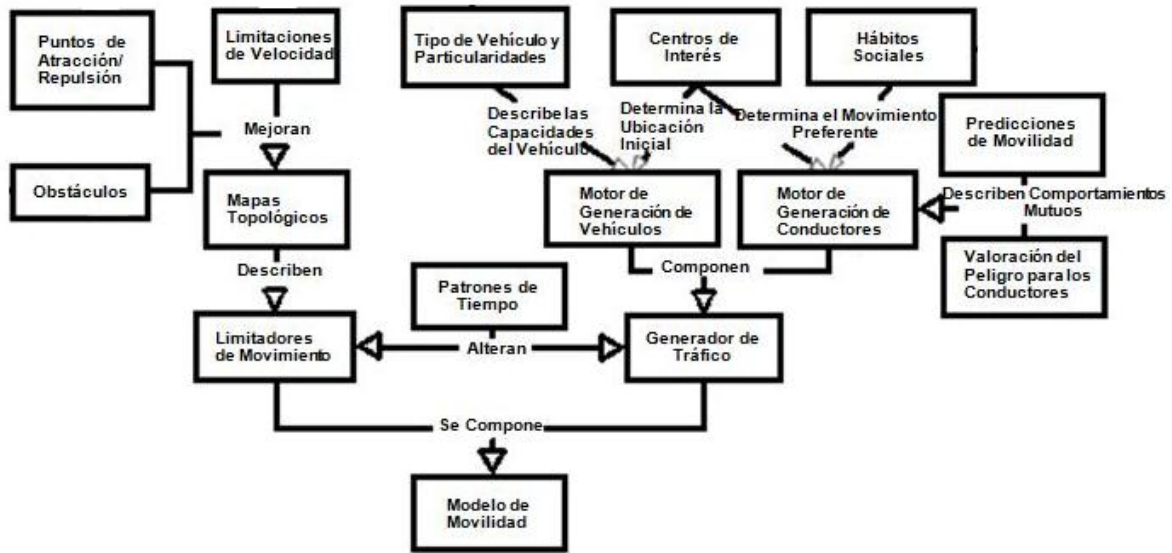 Puntos de
Atracción/
Repulsión
Limitaciones
de Velocidad
Tipo de Vehículo y
Particularidades
Centros de
Interés
Hábitos
Sociales
Mejoran
Describe las
Capacidades
del Vehículo
Determina la
Ubicación
Inicial
Determina el Movimiento
Preferente
Predicciones
de Movilidad
Obstáculos
Mapas
Topológicos
Motor de
Generación de
Vehículos
Motor de
Generación de
Conductores
Describen Comportamientos
Mutuos
Describen
Componen
Valoración del
Peligro para los
Conductores
Patrones de
Tiempo
Limitadores
de Movimiento
Alteran
Generador de
Tráfico
Se Compone
Modelo de
Movilidad